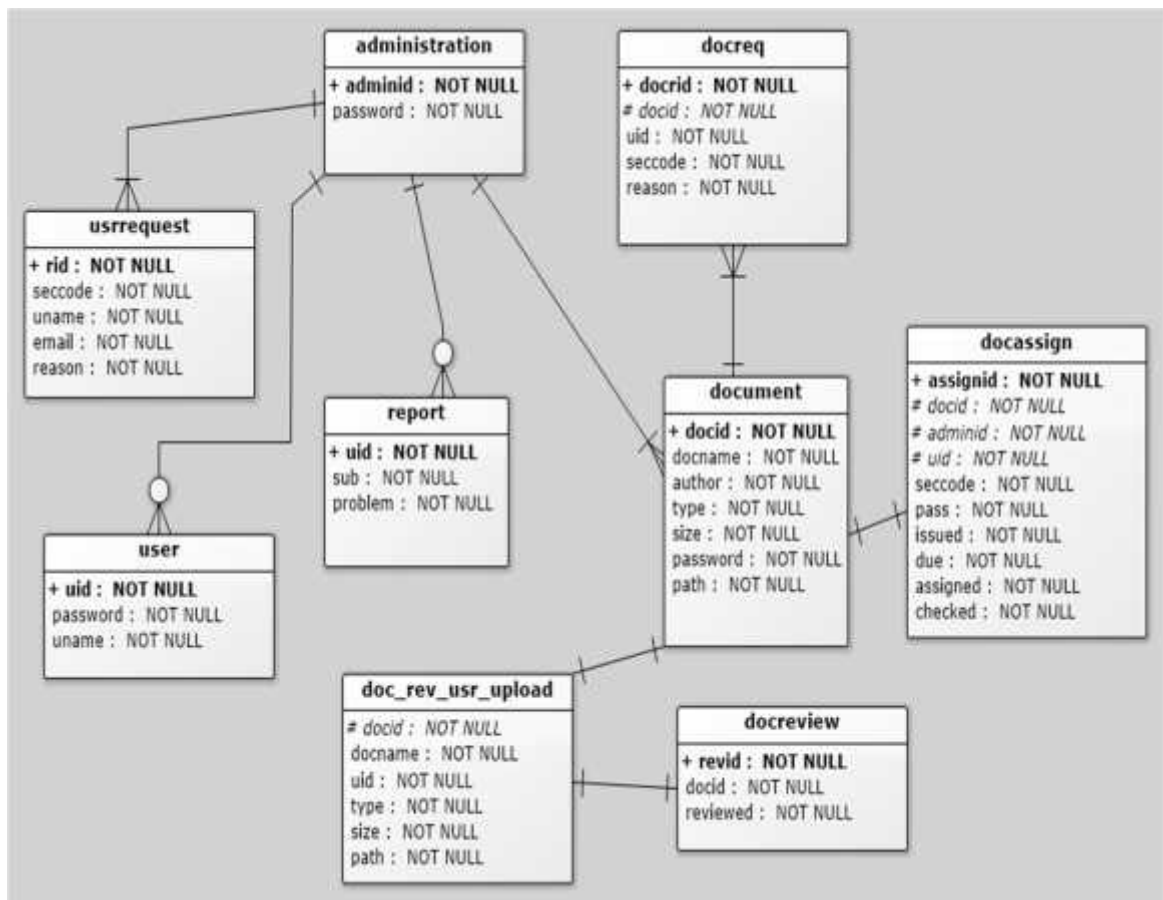 administration
+ adminid : NOT NULL
password : NOT NULL
docreq
+ docrid : NOT NULL
# docid : NOT NULL
uid : NOT NULL
seccode : NOT NULL
reason : NOT NULL
usrrequest
+ rid : NOT NULL
seccode : NOT NULL
uname : NOT NULL
email : NOT NULL
reason : NOT NULL
report
+ uid : NOT NULL
sub : NOT NULL
problem : NOT NULL
document
+ docid : NOT NULL
docname : NOT NULL
author : NOT NULL
type : NOT NULL
size : NOT NULL
password : NOT NULL
path : NOT NULL
docassign
+ assignid : NOT NULL
# docid : NOT NULL
# adminid : NOT NULL
# uid : NOT NULL
seccode : NOT NULL
pass : NOT NULL
issued : NOT NULL
due : NOT NULL
assigned : NOT NULL
checked : NOT NULL
user
+ uid : NOT NULL
password : NOT NULL
uname : NOT NULL
doc_rev_usr_upload
# docid : NOT NULL
docname : NOT NULL
uid : NOT NULL
type : NOT NULL
size : NOT NULL
path : NOT NULL
docreview
+ revid : NOT NULL
docid : NOT NULL
reviewed : NOT NULL